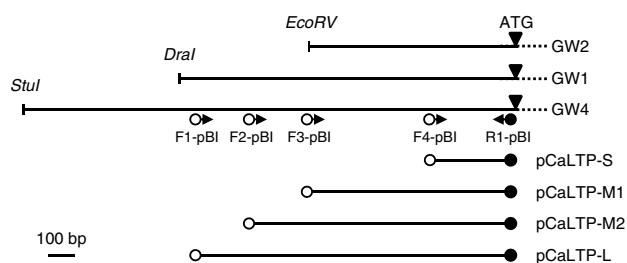 EcoRV ATG
GW2
DraI
GW1
StuI
GW4
F1-pBI F2-pBI F3-pBI F4-pBI R1-pBI
pCaLTP-S
pCaLTP-M1
pCaLTP-M2
100 bp
pCaLTP-L